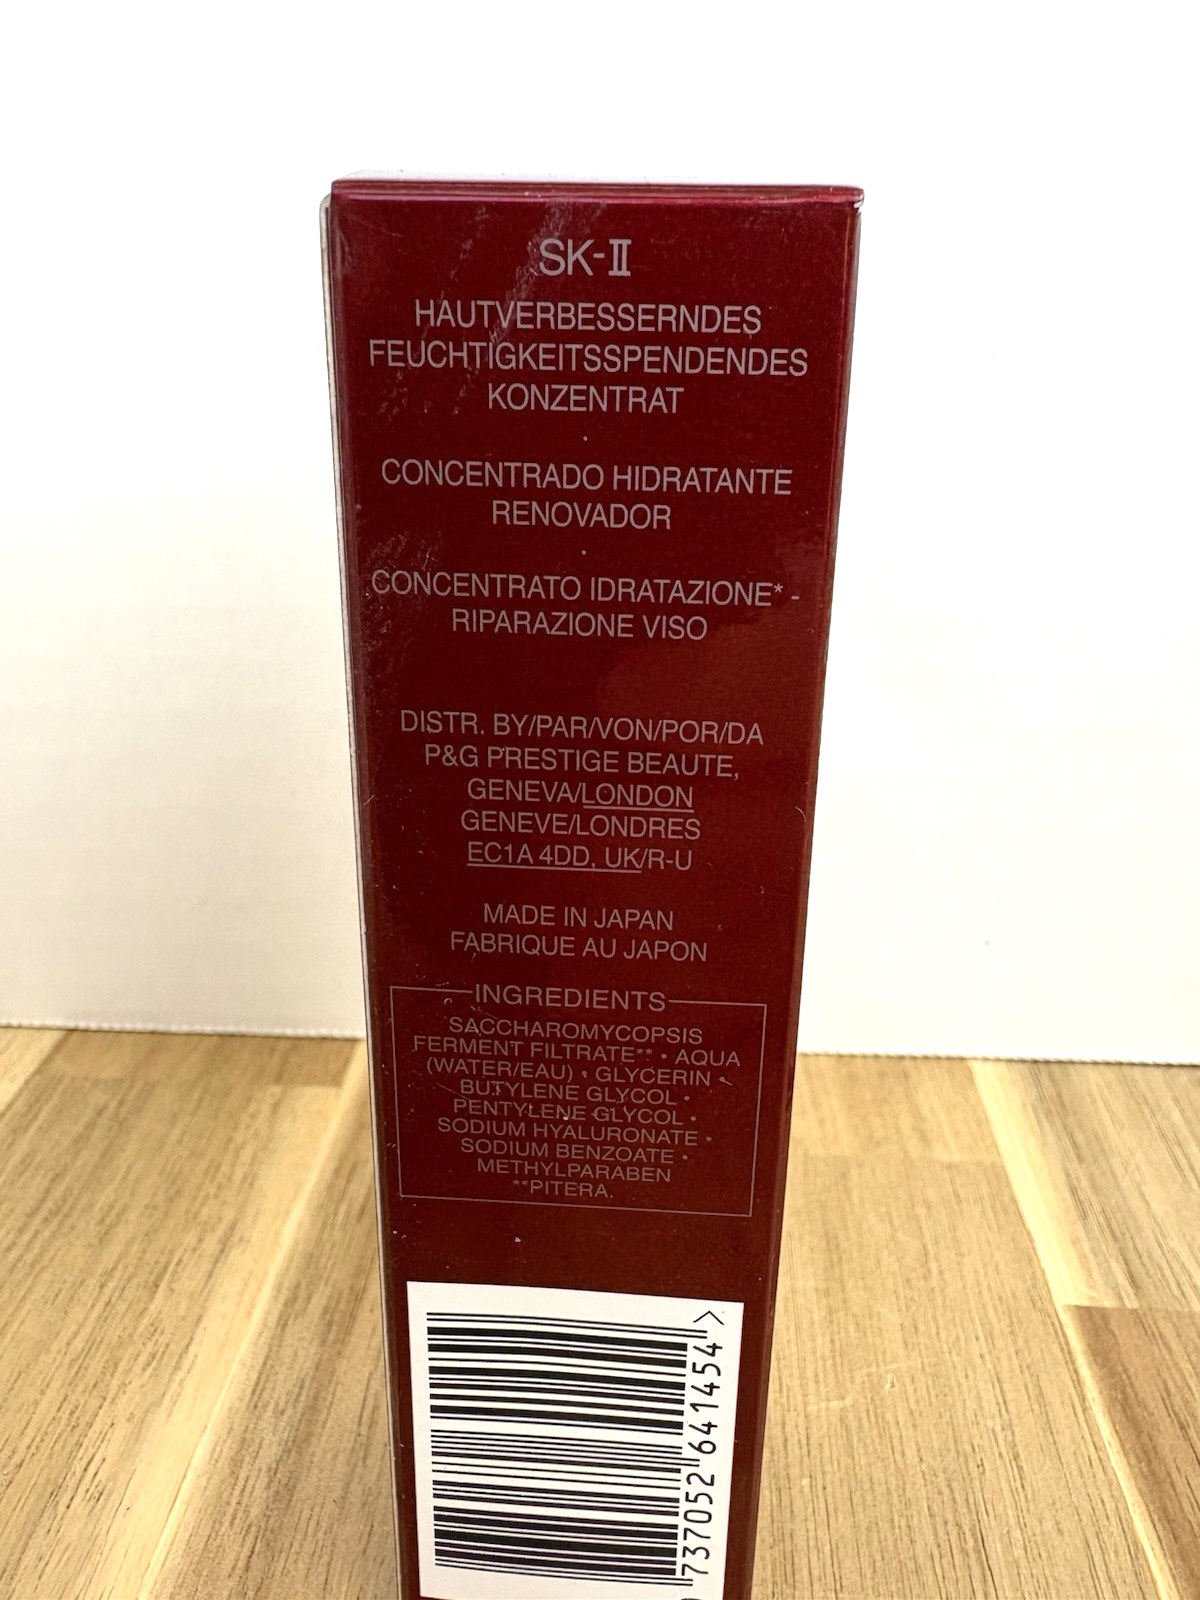 SK-II
HAUTVERBESSERNDES
FEUCHTIGKEITSSPENDENDES
KONZENTRAT
•
CONCENTRADO HIDRATANTE
RENOVADOR
•
CONCENTRATO IDRATAZIONE* -
RIPARAZIONE VISO
DISTR. BY/PAR/VON/POR/DA
P&G PRESTIGE BEAUTE,
GENEVA/LONDON
GENEVE/LONDRES
EC1A 4DD, UK/R-U
MADE IN JAPAN
FABRIQUE AU JAPON
INGREDIENTS
SACCHAROMYCOPSIS
FERMENT FILTRATE** • AQUA
(WATER/EAU) • GLYCERIN •
BUTYLENE GLYCOL •
PENTYLENE GLYCOL •
SODIUM HYALURONATE •
SODIUM BENZOATE •
METHYLPARABEN
**PITERA.
737052 641454 >